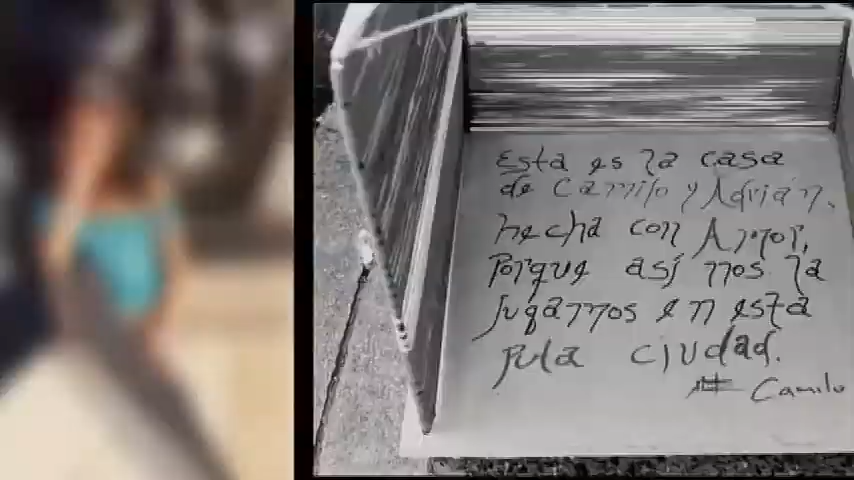 Esta es la casa
de Camilo y Adrián,
hecha con Amor,
Porque así nos la
jugamos en esta
puta ciudad.
# Camilo